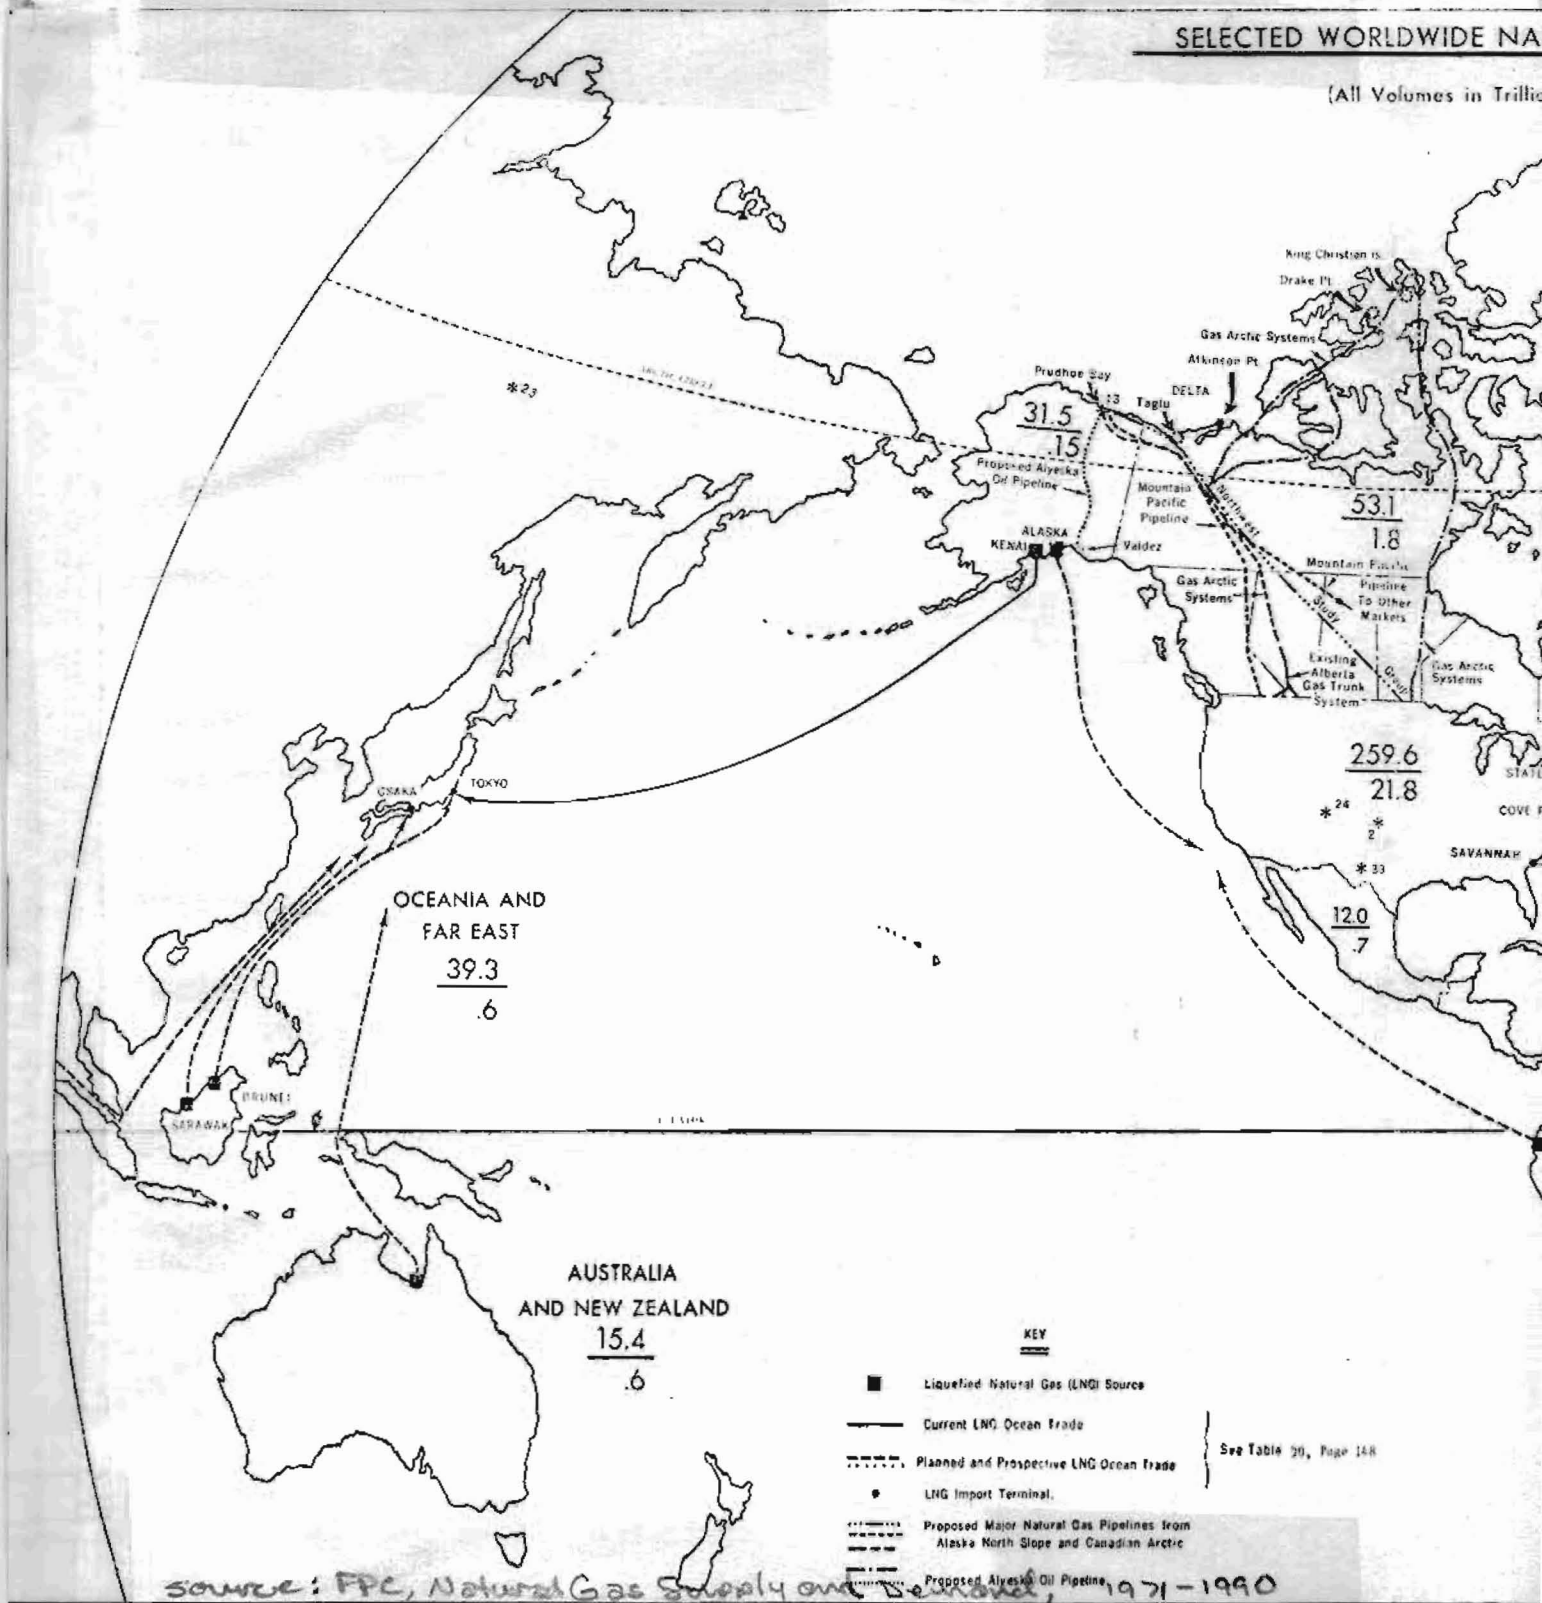 SELECTED WORLDWIDE NA
(All Volumes in Trillio
King Christian is.
Drake Pt.
Gas Arctic Systems
Atkinson Pt.
Prudhoe Bay
DELTA
Taglu
13
*23
31.5
.15
Proposed Alyeska
Oil Pipeline
Mountain
Pacific
Pipeline
Northwest
53.1
1.8
ALASKA
KENAI
Valdez
Mountain Pacific
Pipeline
To Other
Markets
Gas Arctic
Systems
Study
Group
Existing
Alberta
Gas Trunk
System
Gas Arctic
Systems
259.6
21.8
STATE
COVE P
*24
*
2
*33
SAVANNAH
12.0
.7
OSAKA
TOKYO
OCEANIA AND
FAR EAST
39.3
.6
BRUNEI
SARAWAK
AUSTRALIA
AND NEW ZEALAND
15.4
.6
KEY
Liquefied Natural Gas (LNG) Source
Current LNG Ocean Trade
Planned and Prospective LNG Ocean Trade
See Table 20, Page 148
LNG Import Terminal.
Proposed Major Natural Gas Pipelines from
Alaska North Slope and Canadian Arctic
Proposed Alyeska Oil Pipeline
source: FPC, Natural Gas Supply and Demand, 1971-1990